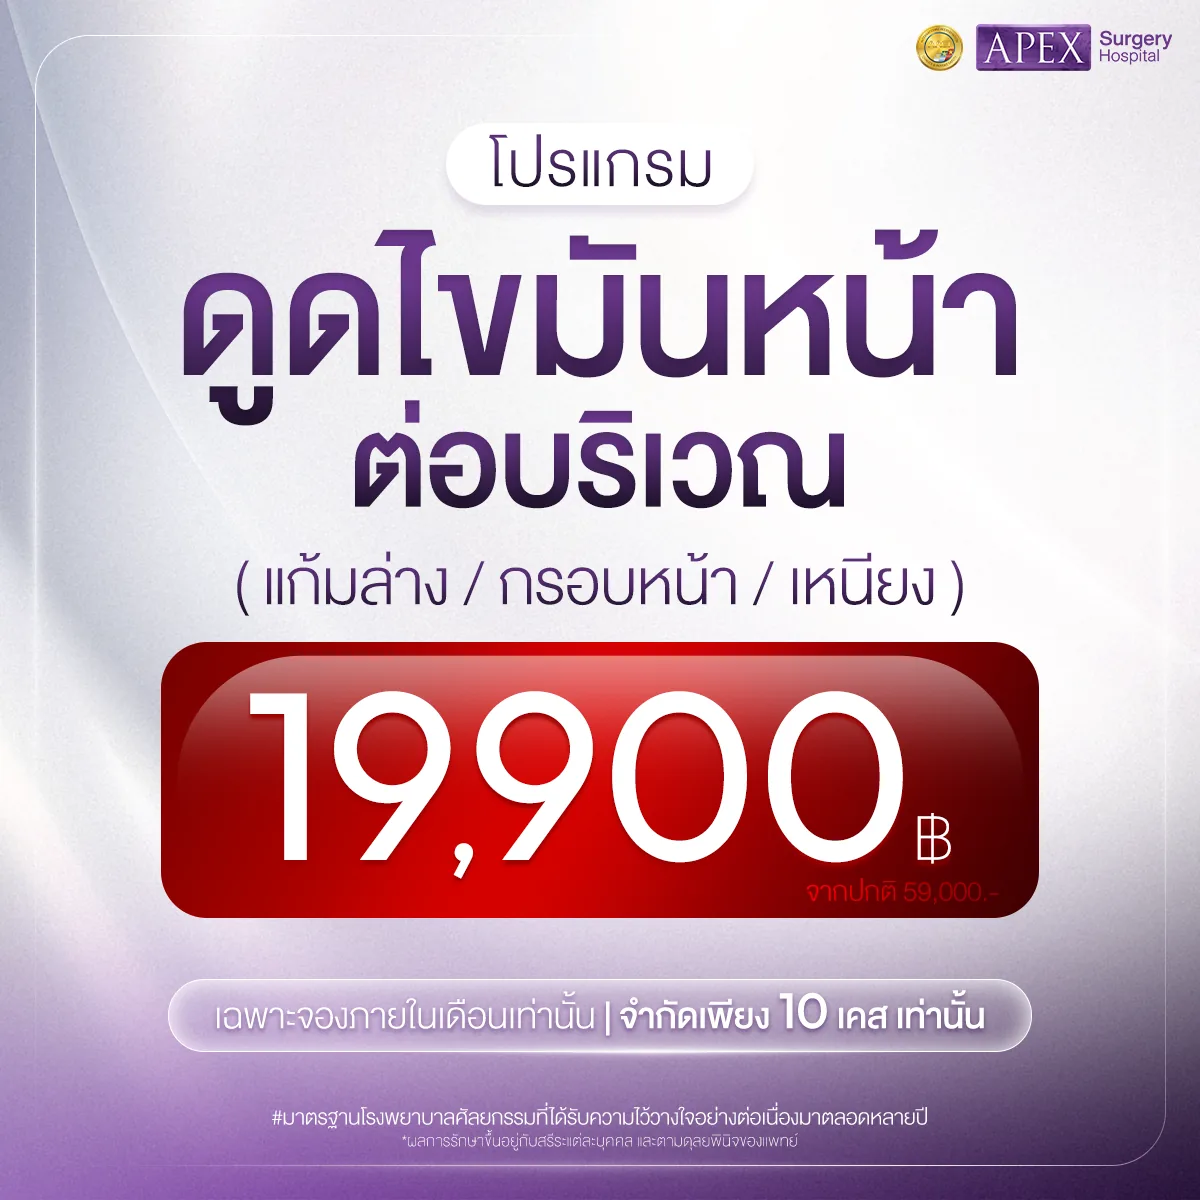 APEX Surgery
Hospital
โปรแกรม
ดูดไขมันหน้า
ต่อบริเวณ
( แก้มล่าง / กรอบหน้า / เหนียง )
19,900฿
จากปกติ 59,000.-
เฉพาะจองภายในเดือนเท่านั้น | จำกัดเพียง 10 เคส เท่านั้น
#มาตรฐานโรงพยาบาลศัลยกรรมที่ได้รับความไว้วางใจอย่างต่อเนื่องมาตลอดหลายปี
*ผลการรักษาขึ้นอยู่กับสรีระแต่ละบุคคล และตามดุลยพินิจของแพทย์